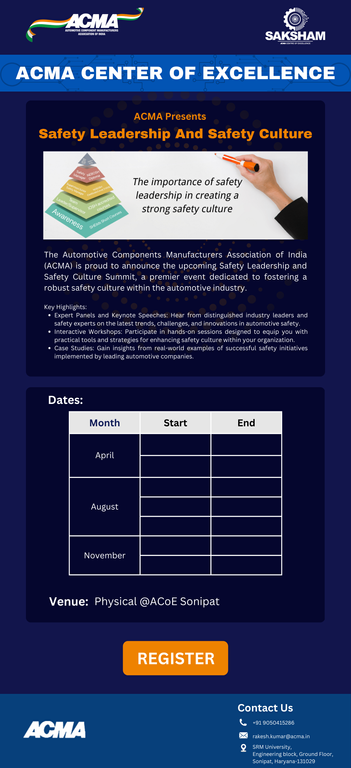 ACMA
AUTOMOTIVE COMPONENT MANUFACTURERS
ASSOCIATION OF INDIA
SAKSHAM
ACMA CENTER OF EXCELLENCE
ACMA Presents
Safety Leadership And Safety Culture
The importance of safety
leadership in creating a
strong safety culture
Awareness
The Automotive Components Manufacturers Association of India
(ACMA) is proud to announce the upcoming Safety Leadership and
Safety Culture Summit, a premier event dedicated to fostering a
robust safety culture within the automotive industry.
Key Highlights:
• Expert Panels and Keynote Speeches: Hear from distinguished industry leaders and
safety experts on the latest trends, challenges, and innovations in automotive safety.
• Interactive Workshops: Participate in hands-on sessions designed to equip you with
practical tools and strategies for enhancing safety culture within your organization.
• Case Studies: Gain insights from real-world examples of successful safety initiatives
implemented by leading automotive companies.
Dates:
Month Start End
April
August
November
Venue: Physical @ACoE Sonipat
REGISTER
ACMA
Contact Us
+91 9050415286
rakesh.kumar@acma.in
SRM University,
Engineering block, Ground Floor,
Sonipat, Haryana-131029